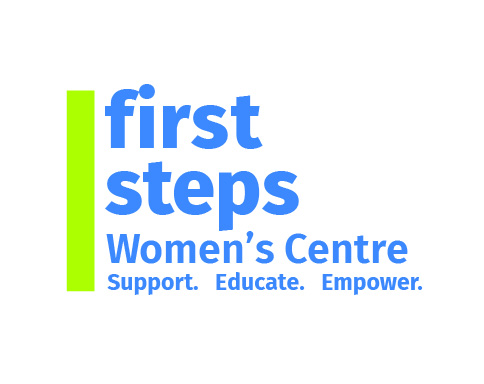 first
steps
Women's Centre
Support. Educate. Empower.